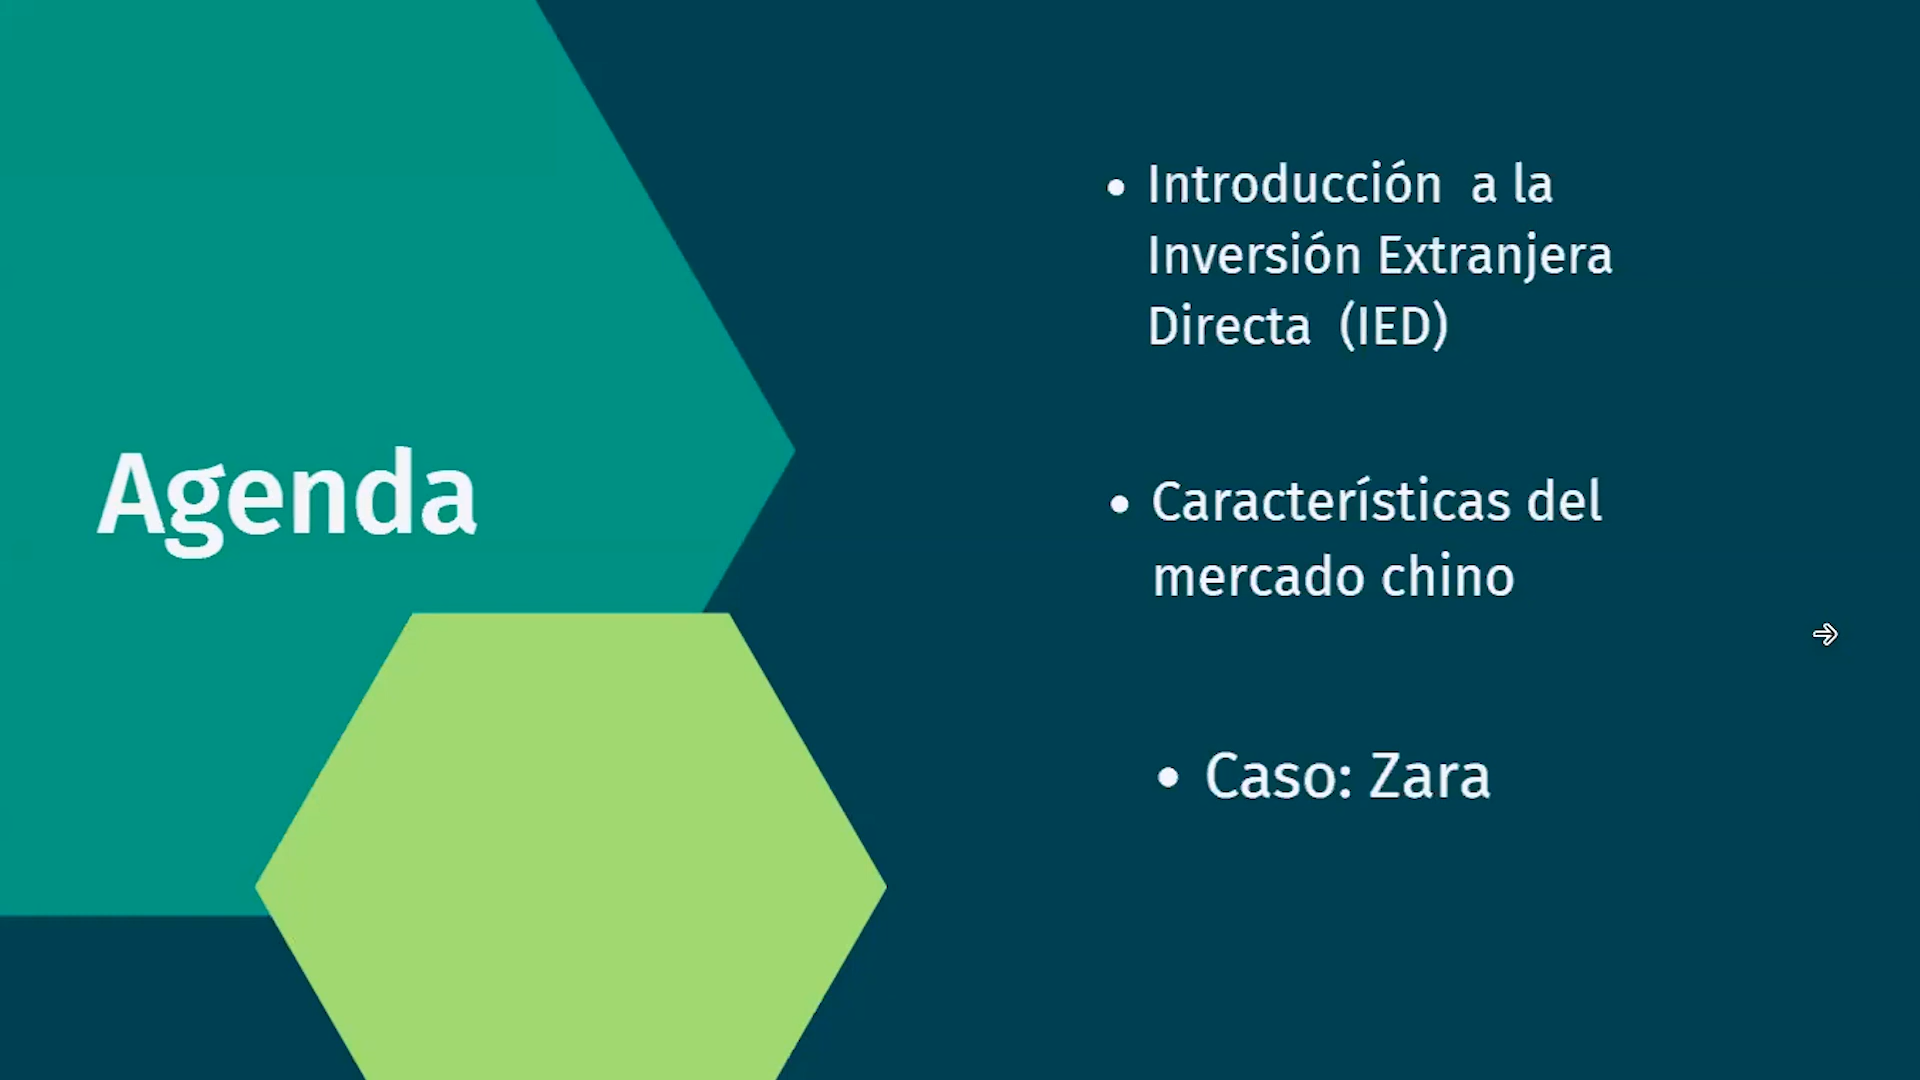 Agenda
• Introducción a la
Inversión Extranjera
Directa (IED)
• Características del
mercado chino
• Caso: Zara